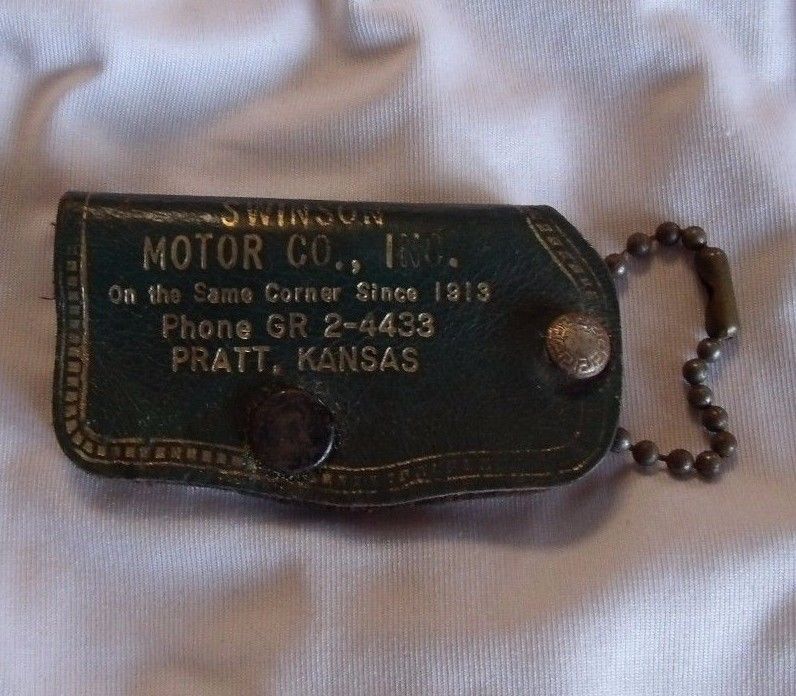 SWINSON
MOTOR CO., INC.
On the Same Corner Since 1913
Phone GR 2-4433
PRATT, KANSAS